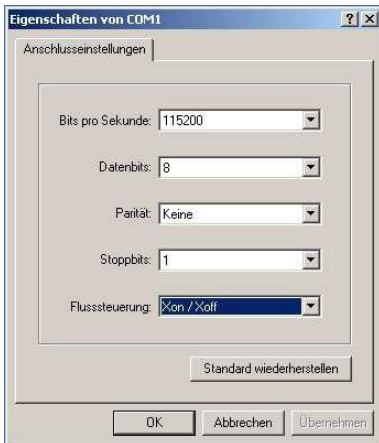 Eigenschaften von COM1
Anschlusseinstellungen
Bits pro Sekunde: 115200
Datenbits: 8
Parität: Keine
Stoppbits: 1
Flusssteuerung: Xon / Xoff
Standard wiederherstellen
OK Abbrechen Übernehmen